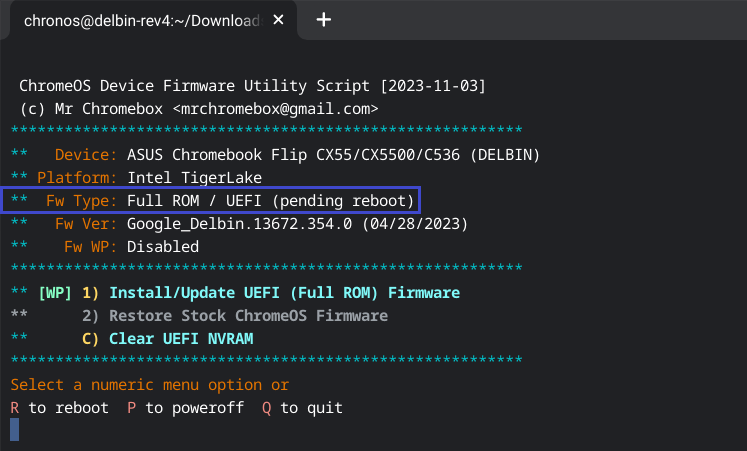 chronos@delbin-rev4:~/Download
ChromeOS Device Firmware Utility Script [2023-11-03]
(c) Mr Chromebox <mrchromebox@gmail.com>
*********************************************************
** Device: ASUS Chromebook Flip CX55/CX5500/C536 (DELBIN)
** Platform: Intel TigerLake
** Fw Type: Full ROM / UEFI (pending reboot)
** Fw Ver: Google_Delbin.13672.354.0 (04/28/2023)
** Fw WP: Disabled
*********************************************************
** [WP] 1) Install/Update UEFI (Full ROM) Firmware
** 2) Restore Stock ChromeOS Firmware
** C) Clear UEFI NVRAM
*********************************************************
Select a numeric menu option or
R to reboot P to poweroff Q to quit